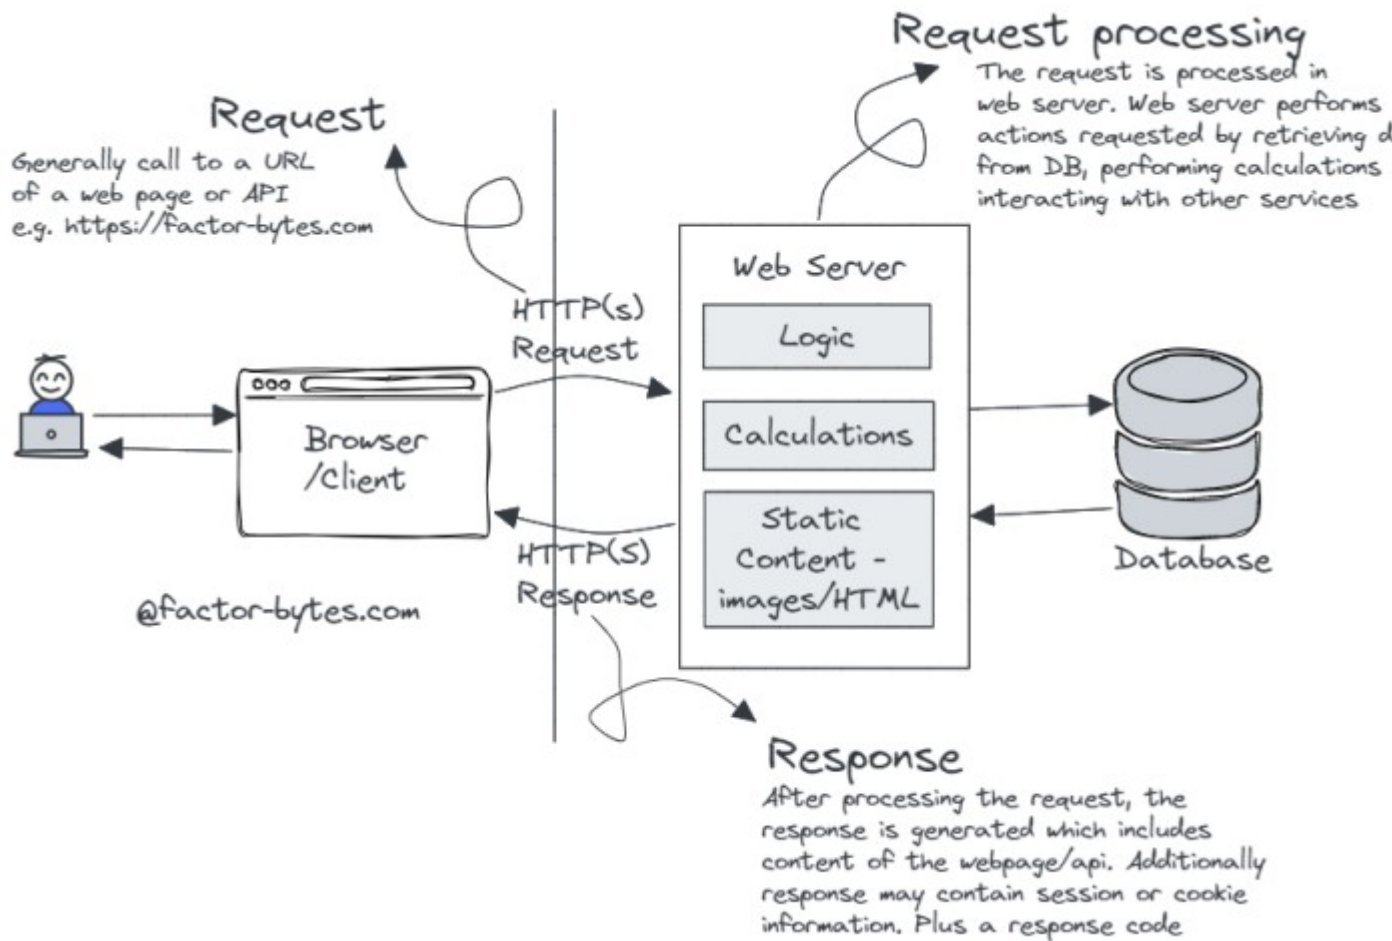 Request processing
The request is processed in
web server. Web server performs
actions requested by retrieving d
from DB, performing calculations
interacting with other services
Request
Generally call to a URL
of a web page or API
e.g. https://factor-bytes.com
HTTP(s)
Request
Web Server
Logic
Calculations
Static
Content -
images/HTML
Browser
/Client
HTTP(S)
Response
Database
@factor-bytes.com
Response
After processing the request, the
response is generated which includes
content of the webpage/api. Additionally
response may contain session or cookie
information. Plus a response code